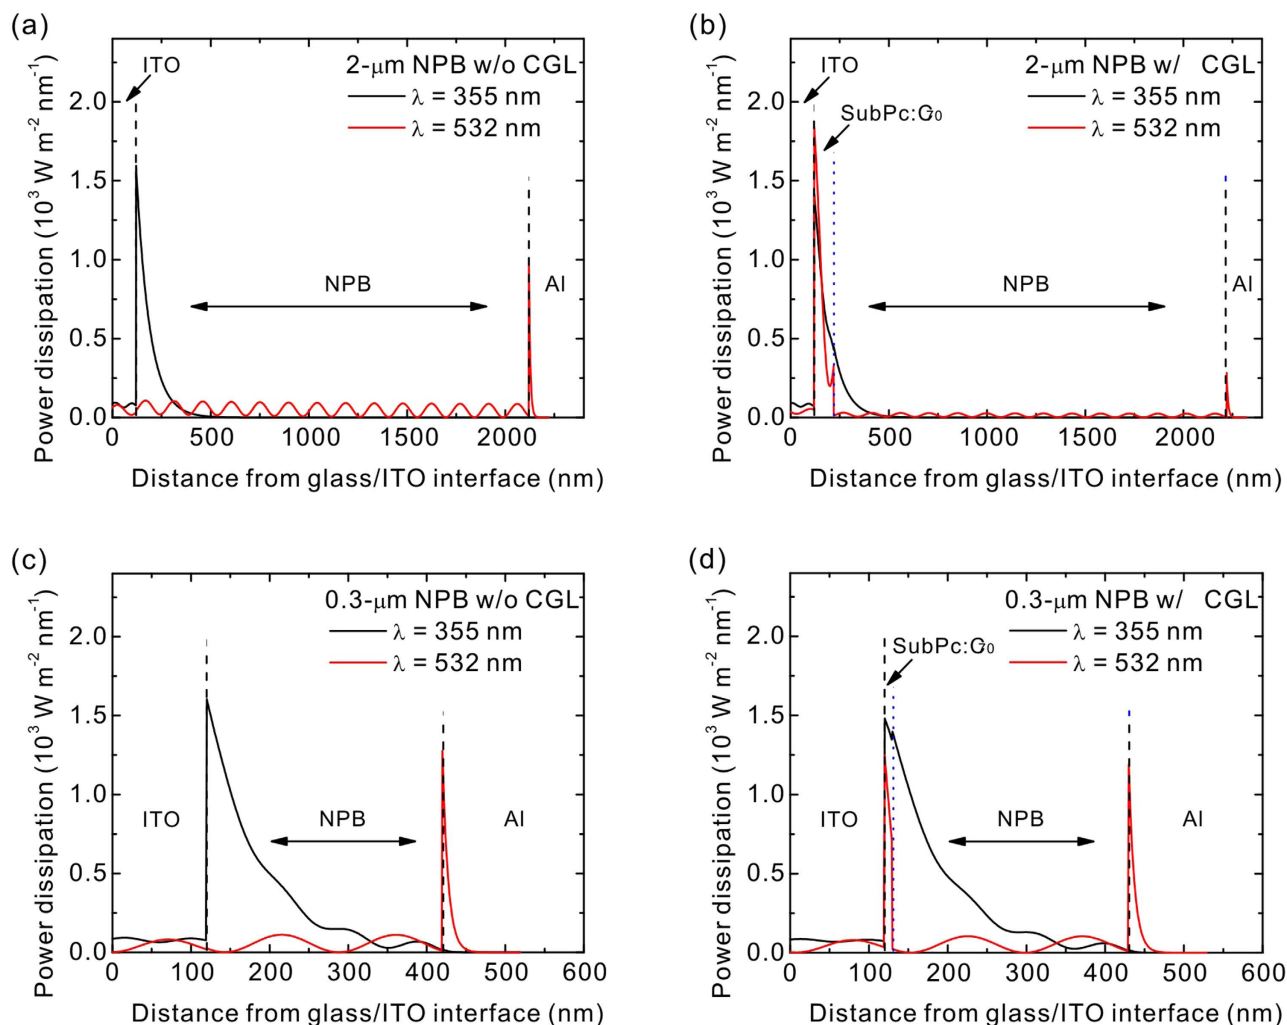 (a)
ITO
2-μm NPB w/o CGL
λ = 355 nm
λ = 532 nm
NPB
Al
Power dissipation (10³ W m⁻² nm⁻¹)
2.0
1.5
1.0
0.5
0.0
0 500 1000 1500 2000
Distance from glass/ITO interface (nm)
(b)
ITO
2-μm NPB w/ CGL
SubPc:C₇₀
λ = 355 nm
λ = 532 nm
NPB
Al
Power dissipation (10³ W m⁻² nm⁻¹)
2.0
1.5
1.0
0.5
0.0
0 500 1000 1500 2000
Distance from glass/ITO interface (nm)
(c)
0.3-μm NPB w/o CGL
λ = 355 nm
λ = 532 nm
ITO
NPB
Al
Power dissipation (10³ W m⁻² nm⁻¹)
2.0
1.5
1.0
0.5
0.0
0 100 200 300 400 500 600
Distance from glass/ITO interface (nm)
(d)
0.3-μm NPB w/ CGL
SubPc:C₇₀
λ = 355 nm
λ = 532 nm
ITO
NPB
Al
Power dissipation (10³ W m⁻² nm⁻¹)
2.0
1.5
1.0
0.5
0.0
0 100 200 300 400 500 600
Distance from glass/ITO interface (nm)